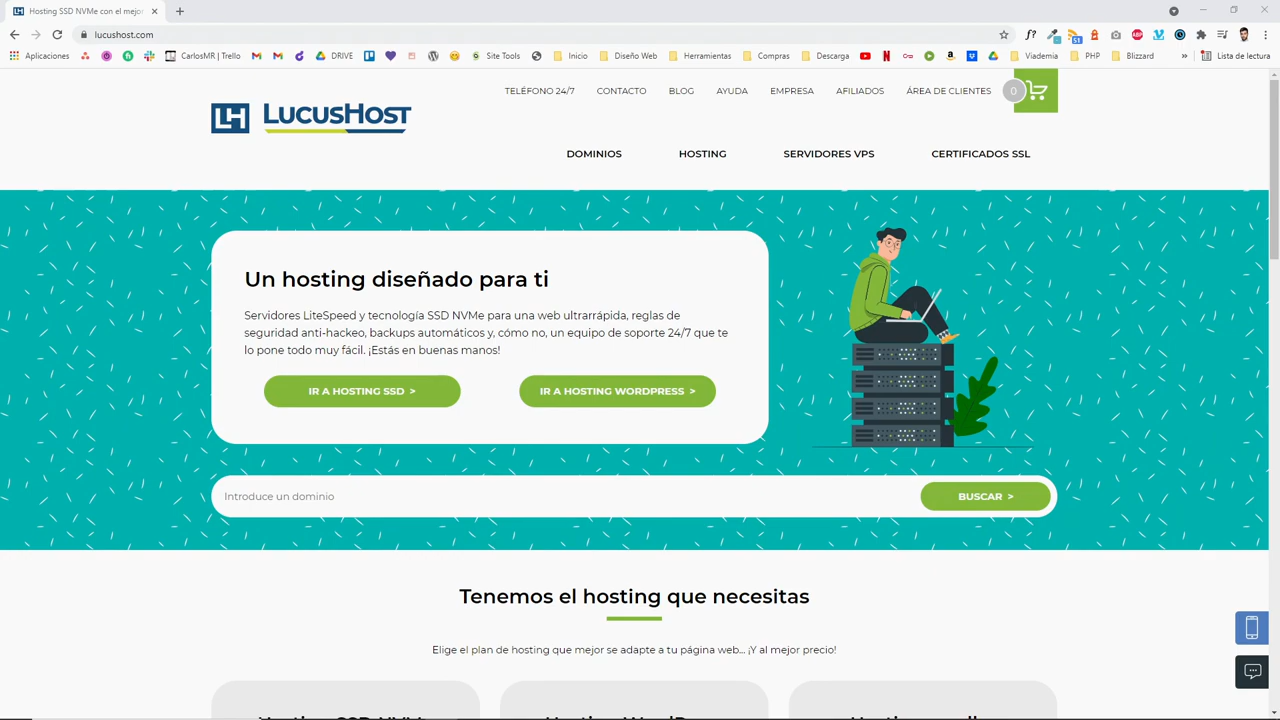 Hosting SSD NVMe con el mejor
lucushost.com
51
ABP
Aplicaciones
CarlosMR | Trello
DRIVE
Site Tools
Inicio
Diseño Web
Herramientas
Compras
Descarga
Viademia
PHP
Blizzard
»
Lista de lectura
TELÉFONO 24/7 CONTACTO BLOG AYUDA EMPRESA AFILIADOS ÁREA DE CLIENTES 0
LH LUCUSHOST
DOMINIOS HOSTING SERVIDORES VPS CERTIFICADOS SSL
Un hosting diseñado para ti
Servidores LiteSpeed y tecnología SSD NVMe para una web ultrarrápida, reglas de
seguridad anti-hackeo, backups automáticos y, cómo no, un equipo de soporte 24/7 que te
lo pone todo muy fácil. ¡Estás en buenas manos!
IR A HOSTING SSD > IR A HOSTING WORDPRESS >
Introduce un dominio BUSCAR >
Tenemos el hosting que necesitas
Elige el plan de hosting que mejor se adapte a tu página web... ¡Y al mejor precio!